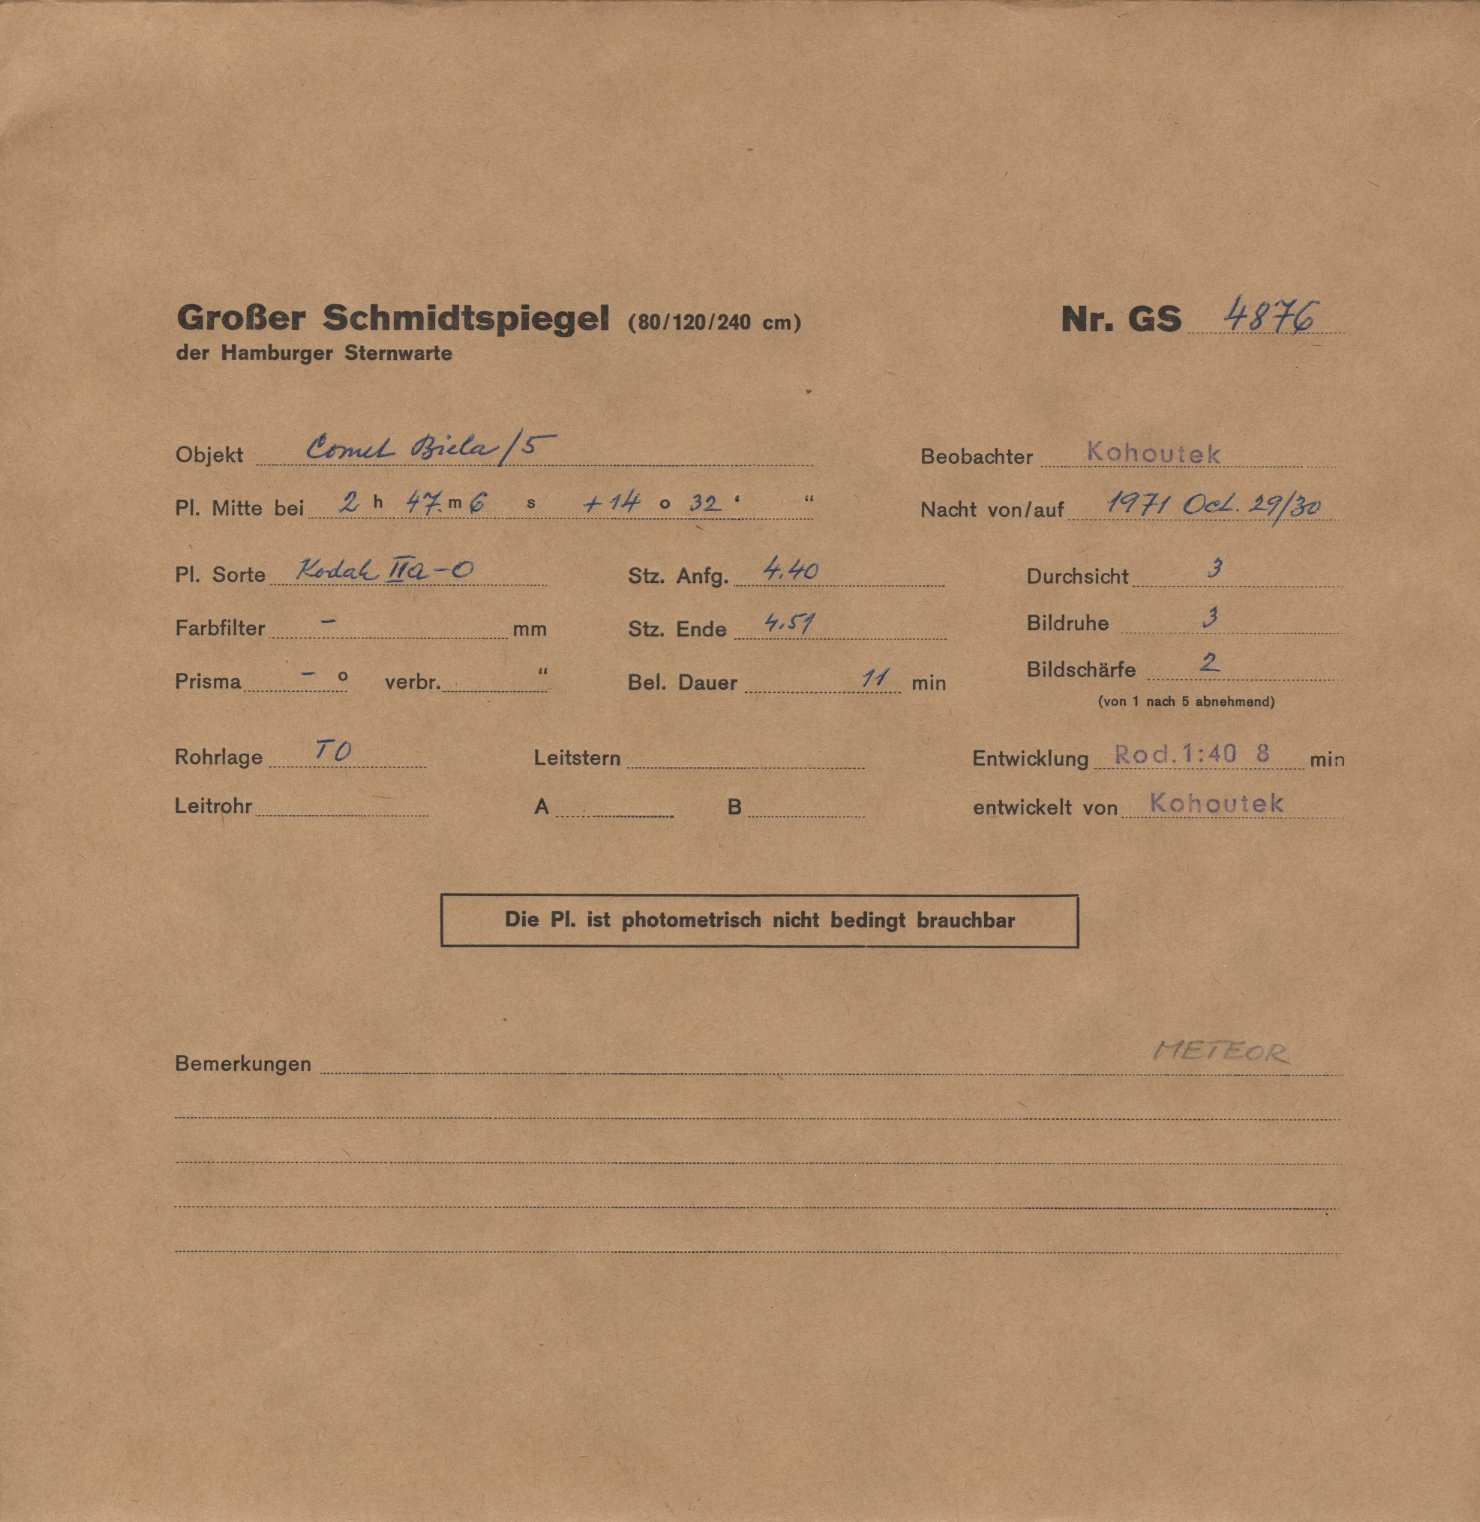 Großer Schmidtspiegel (80/120/240 cm) Nr. GS 4876
der Hamburger Sternwarte
Objekt Comet Biela/5 Beobachter Kohoutek
Pl. Mitte bei 2 h 47. m 6 s +14 o 32 ‘ “ Nacht von/auf 1971 Oct. 29/30
Pl. Sorte Kodak IIa-O Stz. Anfg. 4.40 Durchsicht 3
Farbfilter - mm Stz. Ende 4.51 Bildruhe 3
Prisma - o verbr. “ Bel. Dauer 11 min Bildschärfe 2
(von 1 nach 5 abnehmend)
Rohrlage TO Leitstern Entwicklung Rod. 1:40 8 min
Leitrohr A B entwickelt von Kohoutek
Die Pl. ist photometrisch nicht bedingt brauchbar
Bemerkungen METEOR